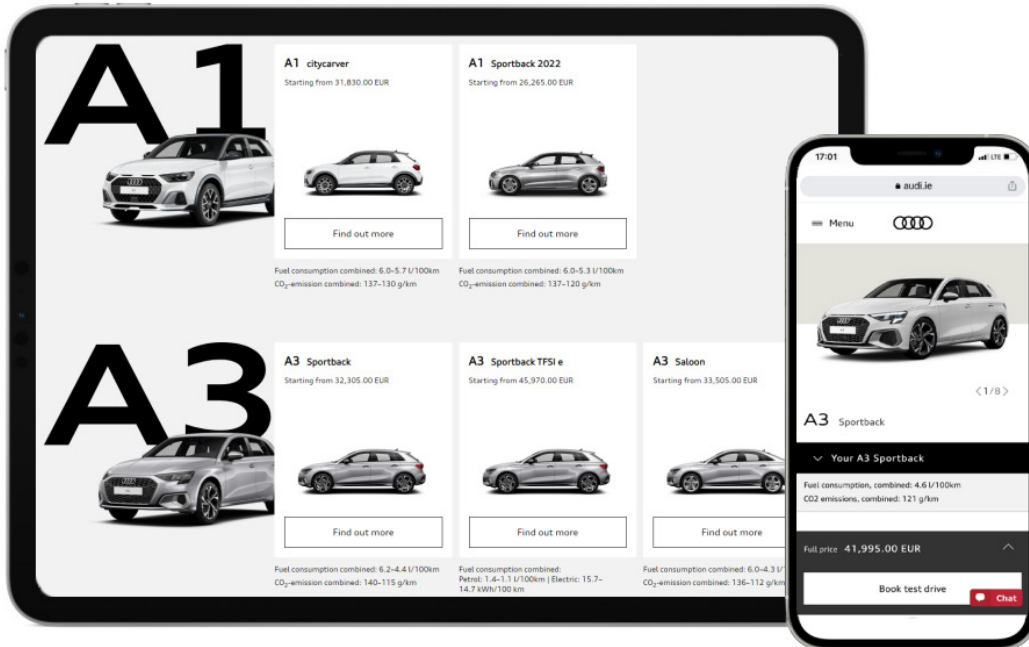 A1
A1 citycarver
Starting from 31,830.00 EUR
Find out more
Fuel consumption combined: 6.0–5.7 l/100km
CO₂-emission combined: 137–130 g/km
A1 Sportback 2022
Starting from 26,265.00 EUR
Find out more
Fuel consumption combined: 6.0–5.3 l/100km
CO₂-emission combined: 137–120 g/km
A3
A3 Sportback
Starting from 32,305.00 EUR
Find out more
Fuel consumption combined: 6.2–4.4 l/100km
CO₂-emission combined: 140–115 g/km
A3 Sportback TFSI e
Starting from 45,970.00 EUR
Find out more
Fuel consumption combined:
Petrol: 1.4–1.1 l/100km | Electric: 15.7–
14.7 kWh/100 km
A3 Saloon
Starting from 33,505.00 EUR
Find out more
Fuel consumption combined: 6.0–4.3 l/
CO₂-emission combined: 136–112 g/km
17:01
LTE
audi.ie
Menu
<1/8>
A3 Sportback
Your A3 Sportback
Fuel consumption, combined: 4.6 l/100km
CO2 emissions, combined: 121 g/km
Full price 41,995.00 EUR
Book test drive
Chat